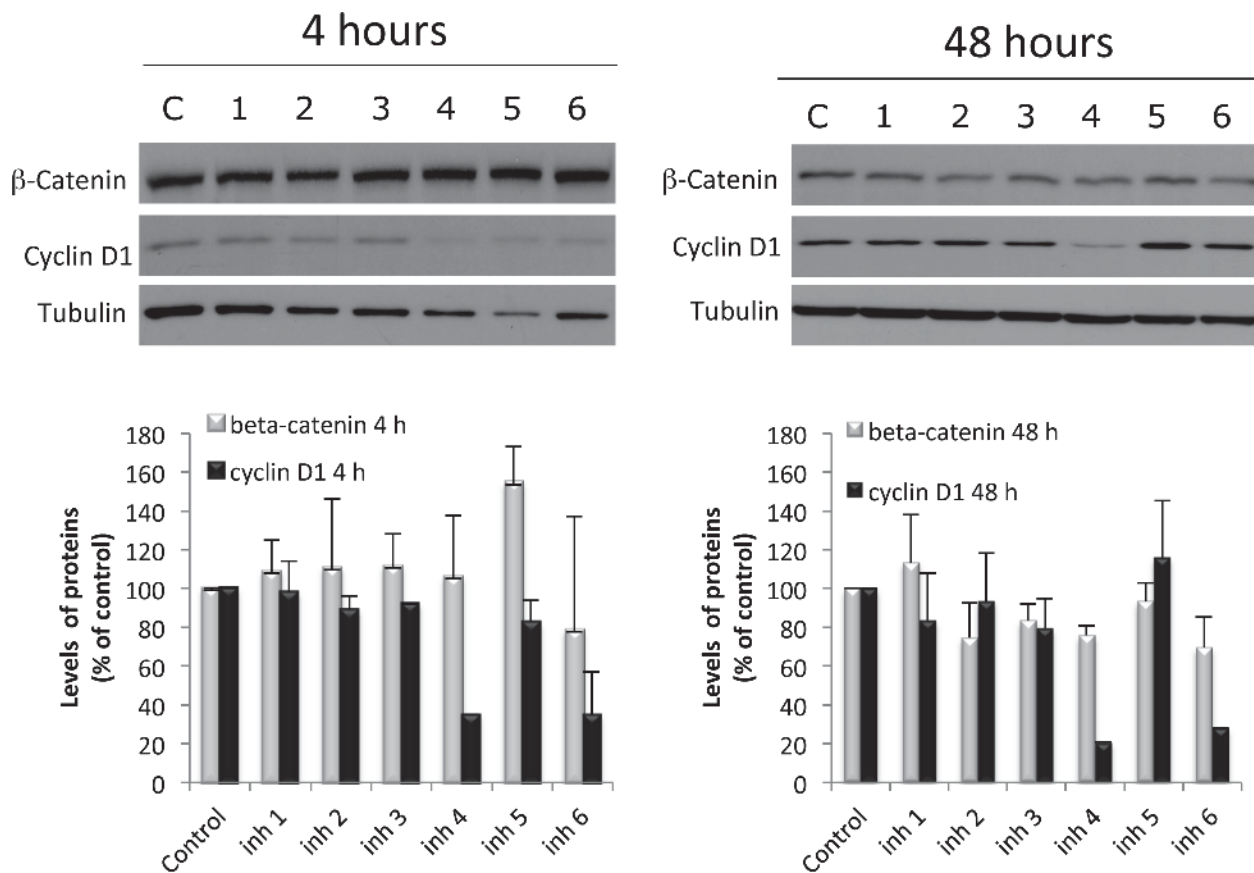 4 hours
C 1 2 3 4 5 6
β-Catenin
Cyclin D1
Tubulin
48 hours
C 1 2 3 4 5 6
β-Catenin
Cyclin D1
Tubulin
beta-catenin 4 h
cyclin D1 4 h
Levels of proteins
(% of control)
180
160
140
120
100
80
60
40
20
0
Control inh 1 inh 2 inh 3 inh 4 inh 5 inh 6
beta-catenin 48 h
cyclin D1 48 h
Levels of proteins
(% of control)
180
160
140
120
100
80
60
40
20
0
Control inh 1 inh 2 inh 3 inh 4 inh 5 inh 6